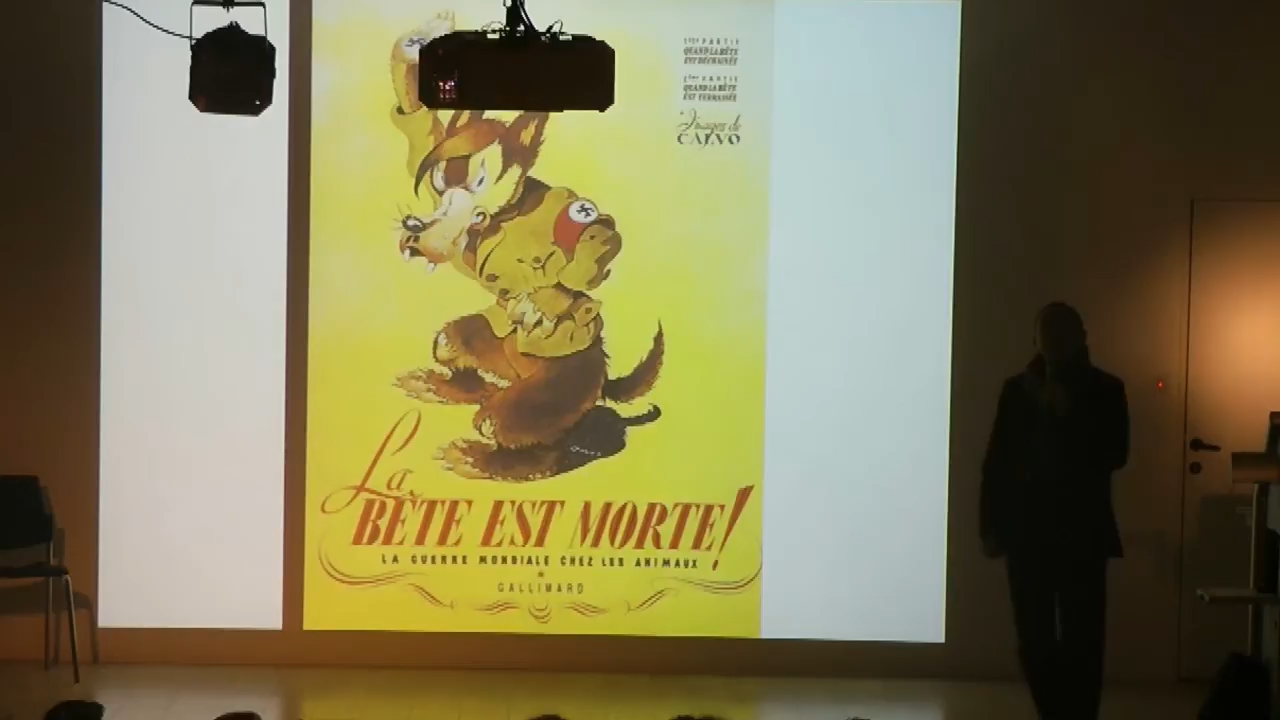 1ère PARTIE
QUAND LA BÊTE
EST DÉCHAINÉE
2ème PARTIE
QUAND LA BÊTE
EST TERRASSÉE
Images de
CALVO
La
BÊTE EST MORTE!
LA GUERRE MONDIALE CHEZ LES ANIMAUX
GALLIMARD